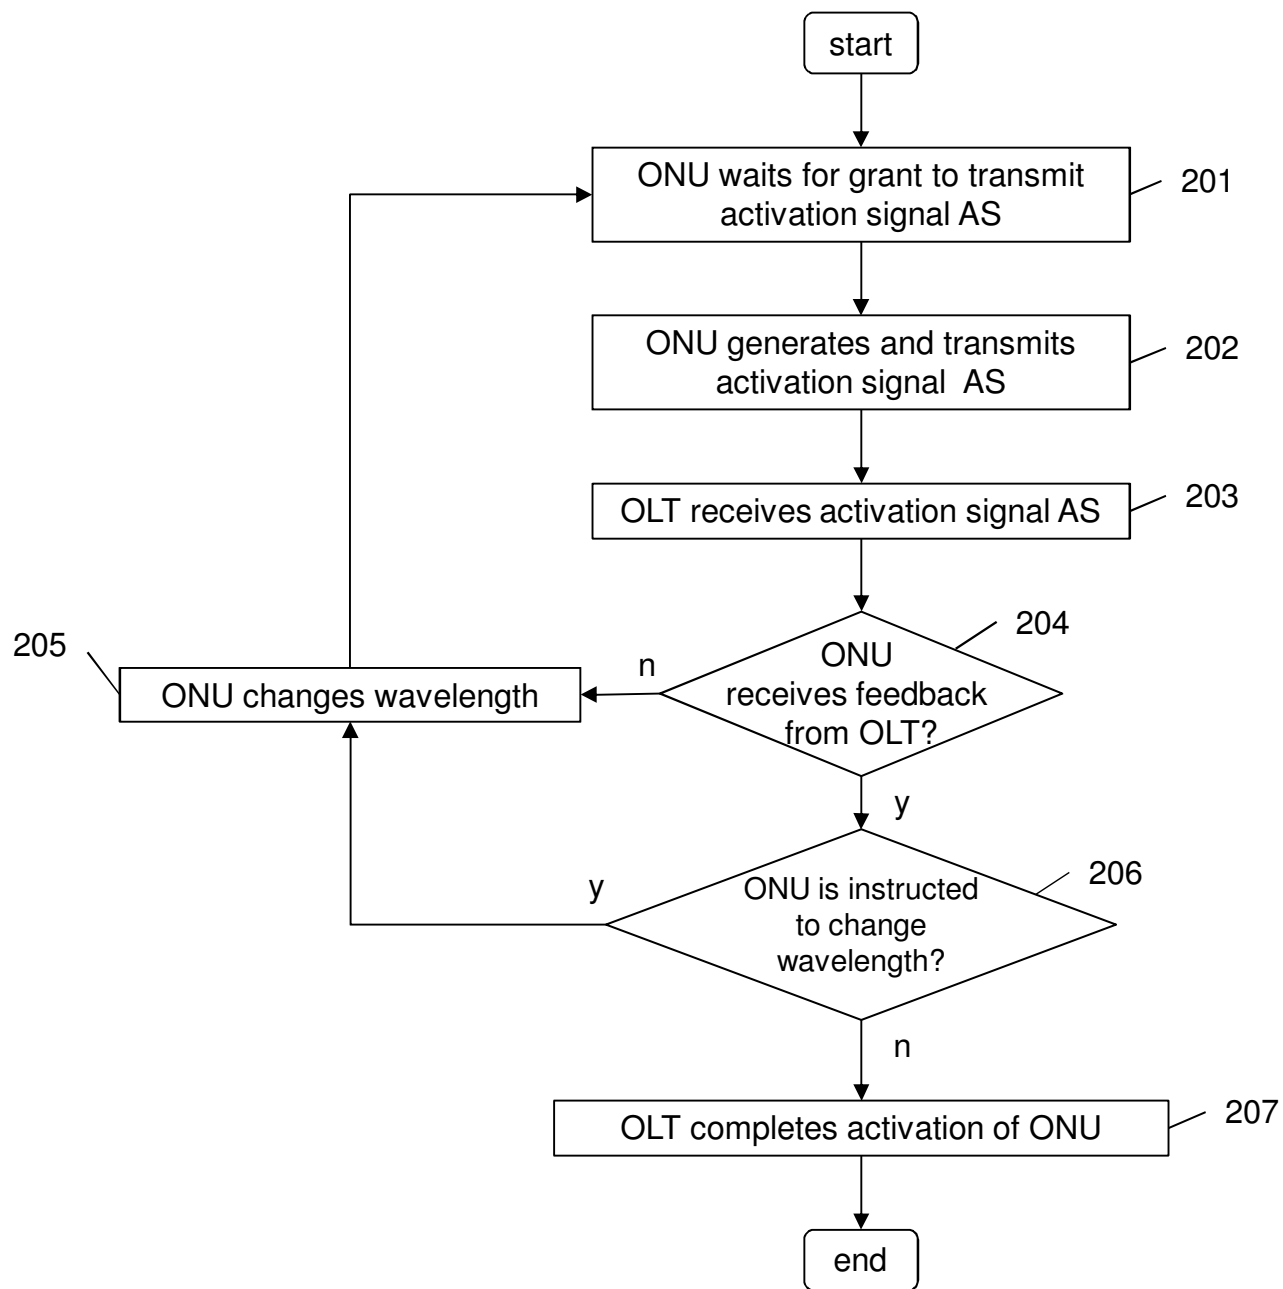 start
ONU waits for grant to transmit
activation signal AS
201
ONU generates and transmits
activation signal  AS
202
OLT receives activation signal AS
203
ONU
receives feedback
from OLT?
204
n
205
ONU changes wavelength
y
ONU is instructed
to change
wavelength?
206
y
n
OLT completes activation of ONU
207
end